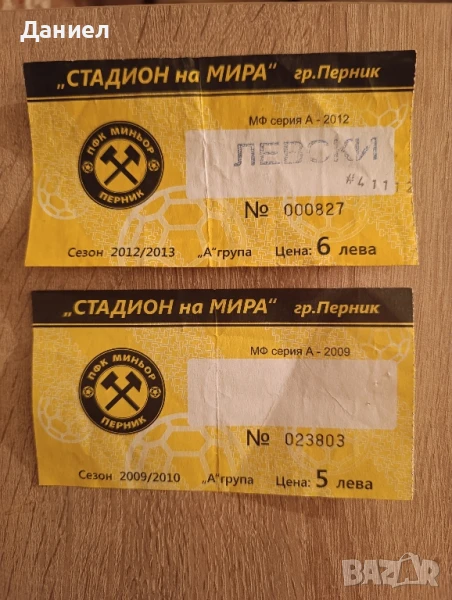 Даниел
„СТАДИОН на МИРА“ гр.Перник
МФ серия А - 2012
ПФК МИНЬОР
ПЕРНИК
ЛЕВСКИ
#41112
№ 000827
Сезон 2012/2013 „А“група Цена: 6 лева
„СТАДИОН на МИРА“ гр.Перник
МФ серия А - 2009
ПФК МИНЬОР
ПЕРНИК
№ 023803
Сезон 2009/2010 „А“група Цена: 5 лева
BAZAR